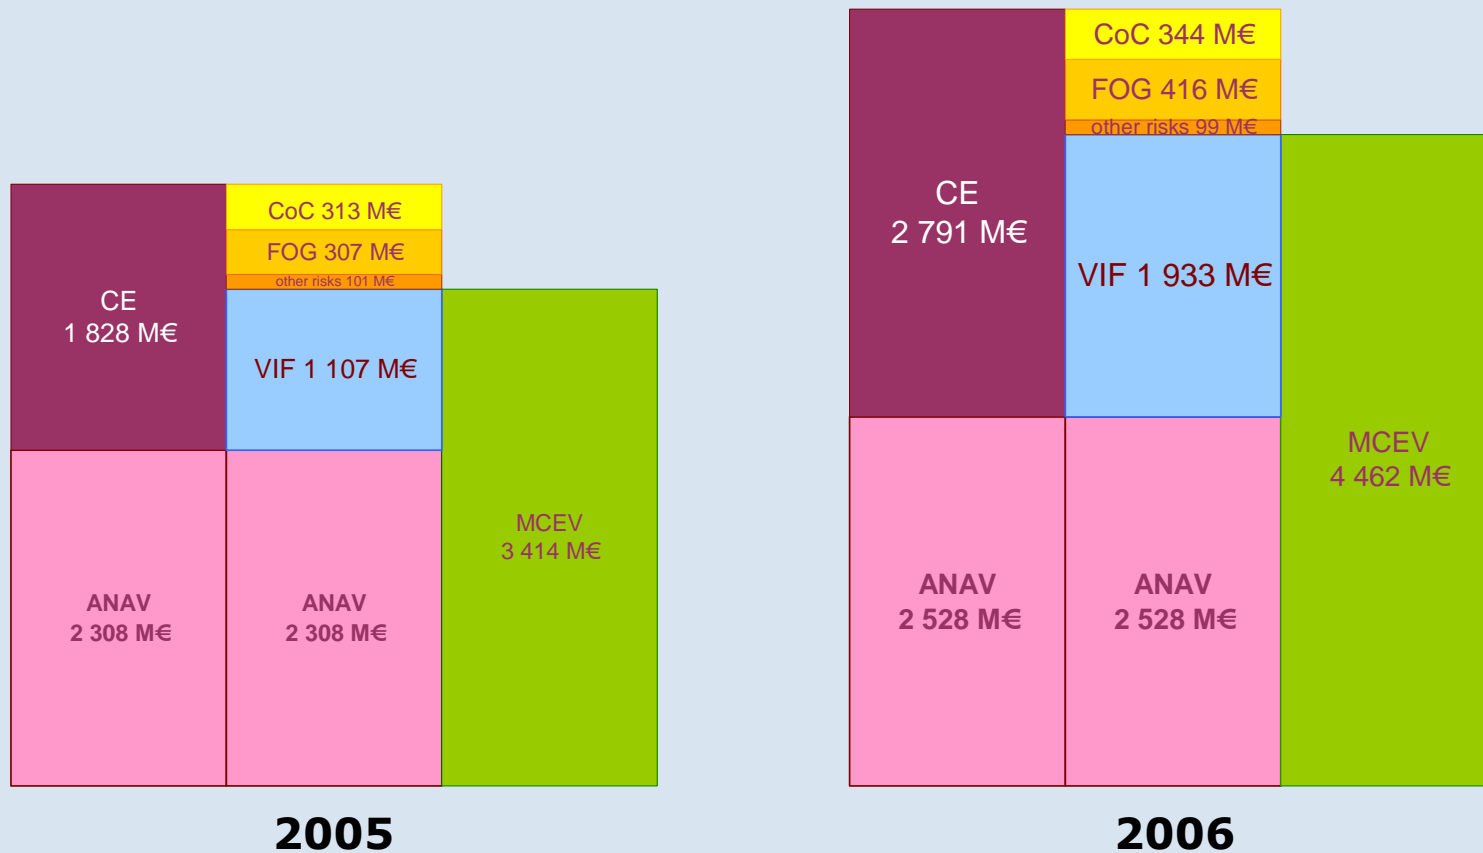 CE
1 828 M€
ANAV
2 308 M€
CoC 313 M€
FOG 307 M€
other risks 101 M€
VIF 1 107 M€
ANAV
2 308 M€
MCEV
3 414 M€
2005
CE
2 791 M€
ANAV
2 528 M€
CoC 344 M€
FOG 416 M€
other risks 99 M€
VIF 1 933 M€
ANAV
2 528 M€
MCEV
4 462 M€
2006